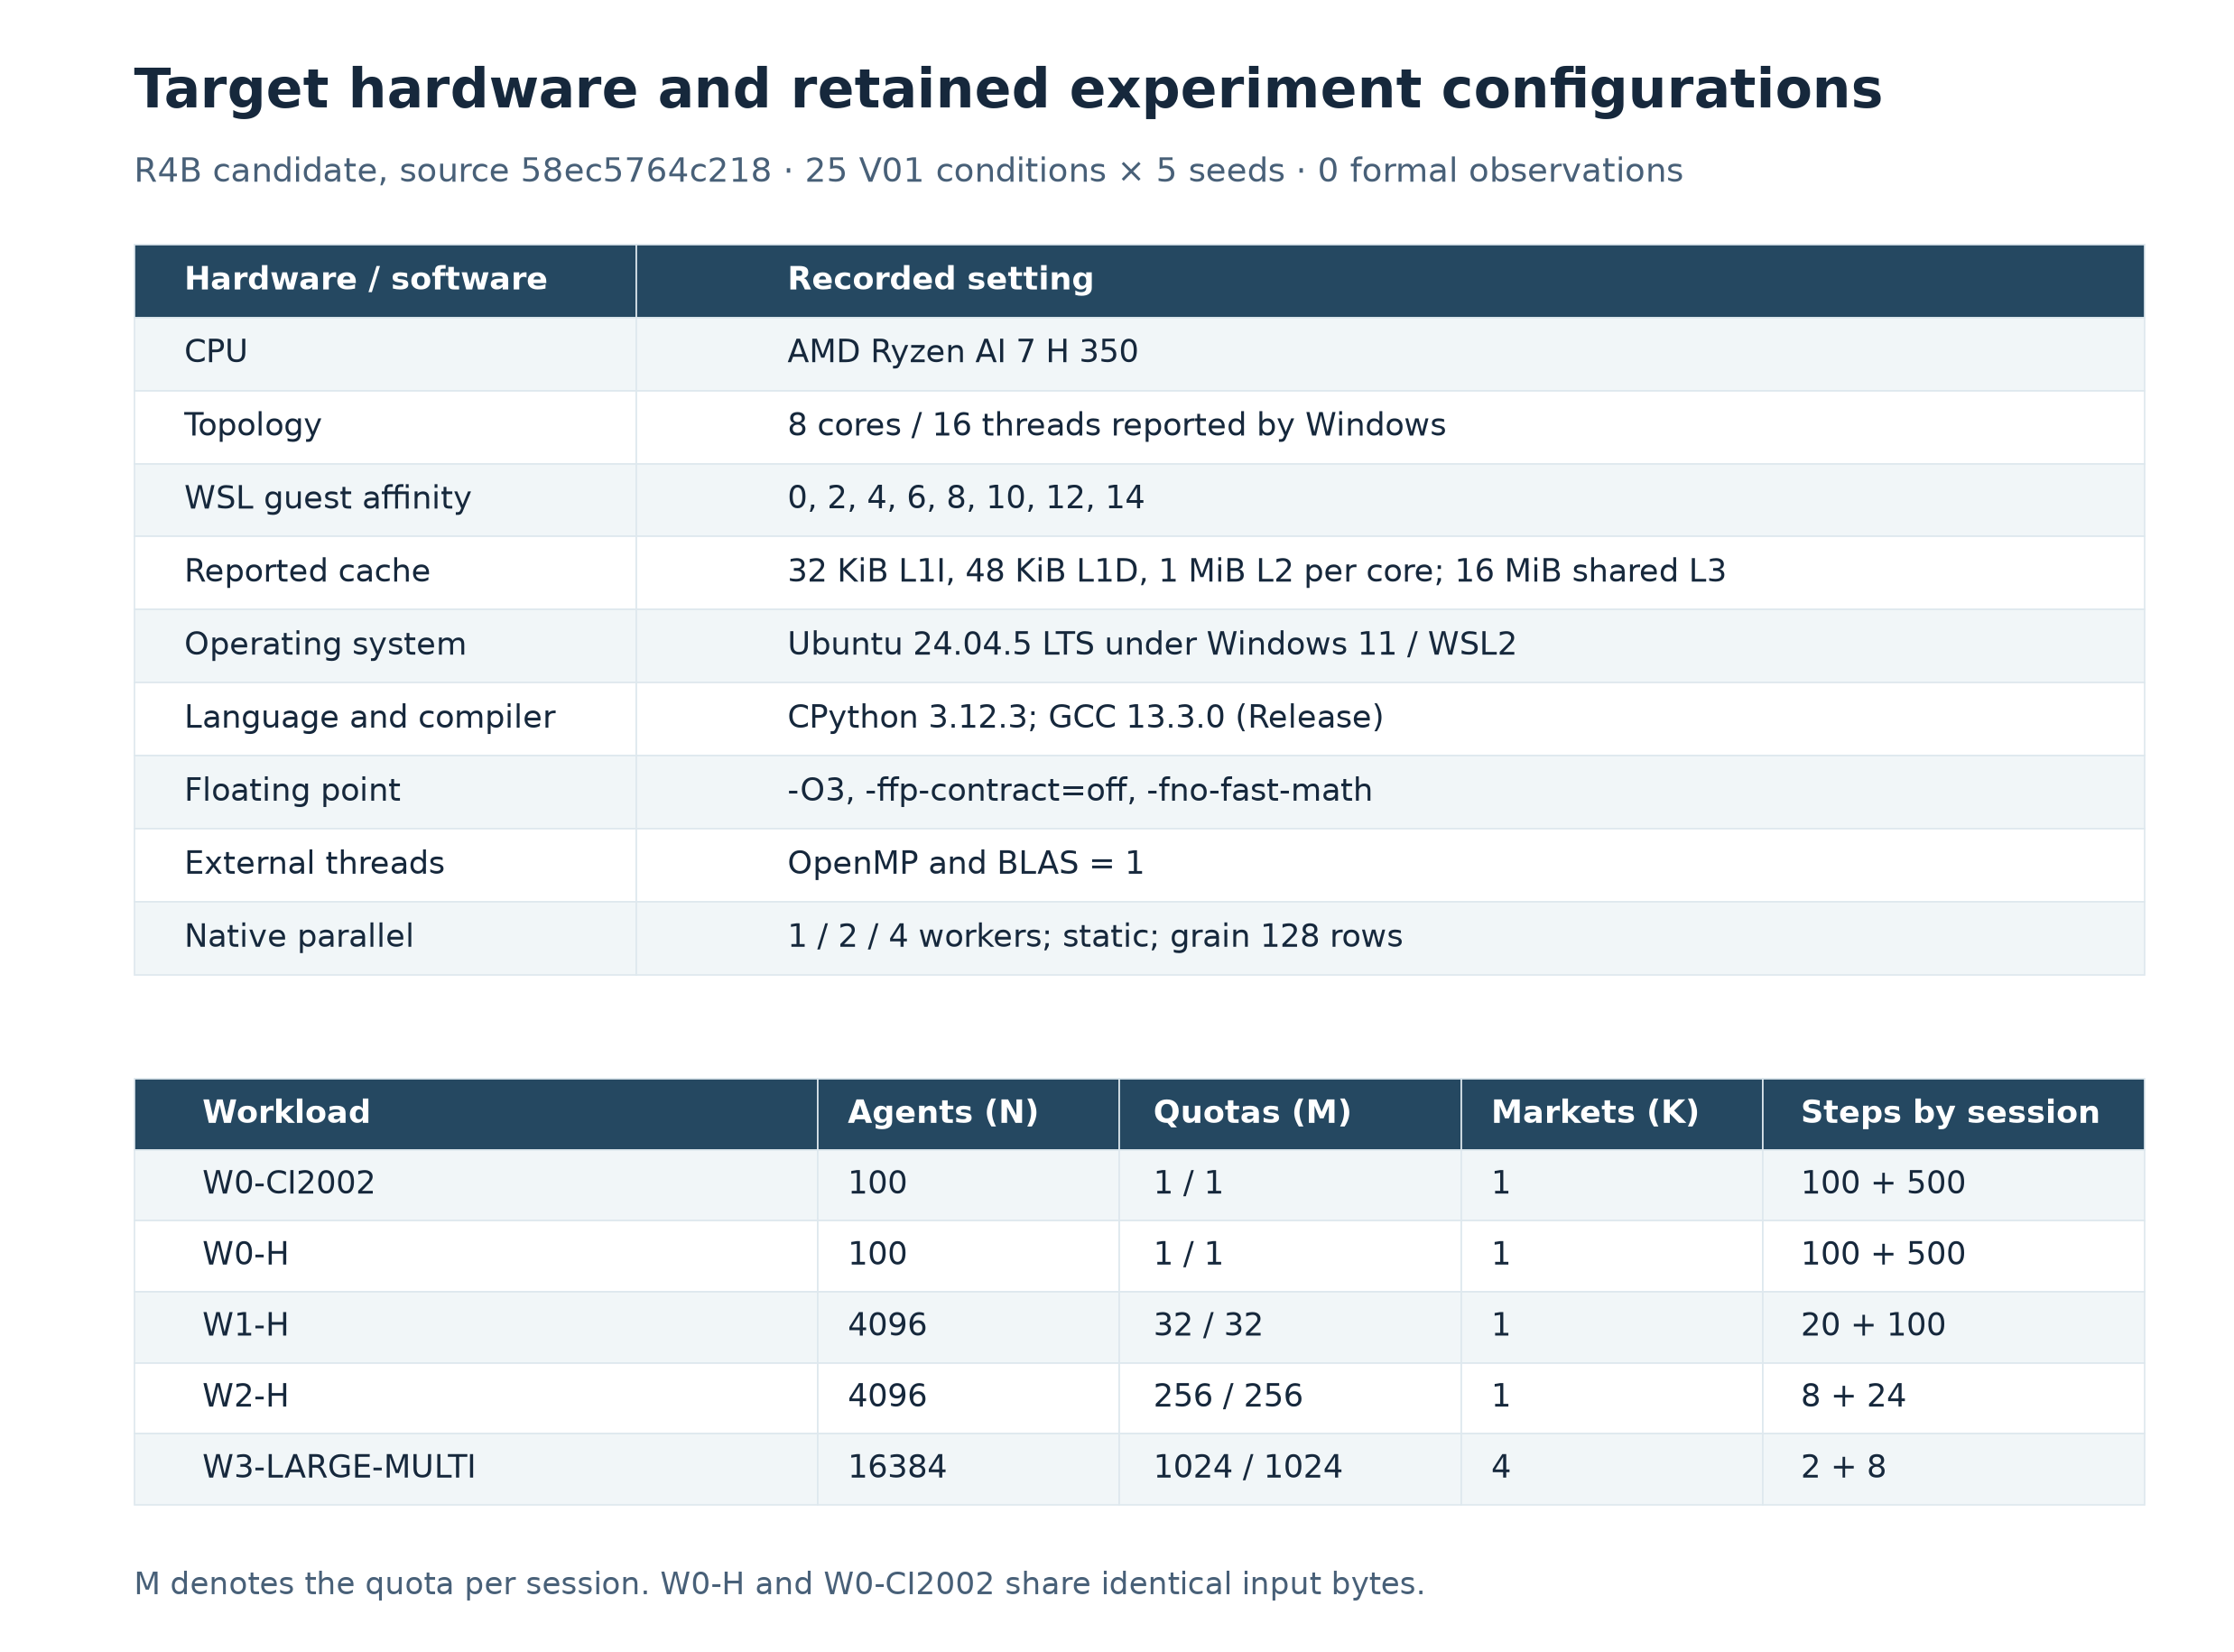 Target hardware and retained experiment configurations
R4B candidate, source 58ec5764c218 · 25 V01 conditions × 5 seeds · 0 formal observations
Hardware / software Recorded setting
CPU AMD Ryzen AI 7 H 350
Topology 8 cores / 16 threads reported by Windows
WSL guest affinity 0, 2, 4, 6, 8, 10, 12, 14
Reported cache 32 KiB L1I, 48 KiB L1D, 1 MiB L2 per core; 16 MiB shared L3
Operating system Ubuntu 24.04.5 LTS under Windows 11 / WSL2
Language and compiler CPython 3.12.3; GCC 13.3.0 (Release)
Floating point -O3, -ffp-contract=off, -fno-fast-math
External threads OpenMP and BLAS = 1
Native parallel 1 / 2 / 4 workers; static; grain 128 rows
Workload Agents (N) Quotas (M) Markets (K) Steps by session
W0-CI2002 100 1 / 1 1 100 + 500
W0-H 100 1 / 1 1 100 + 500
W1-H 4096 32 / 32 1 20 + 100
W2-H 4096 256 / 256 1 8 + 24
W3-LARGE-MULTI 16384 1024 / 1024 4 2 + 8
M denotes the quota per session. W0-H and W0-CI2002 share identical input bytes.